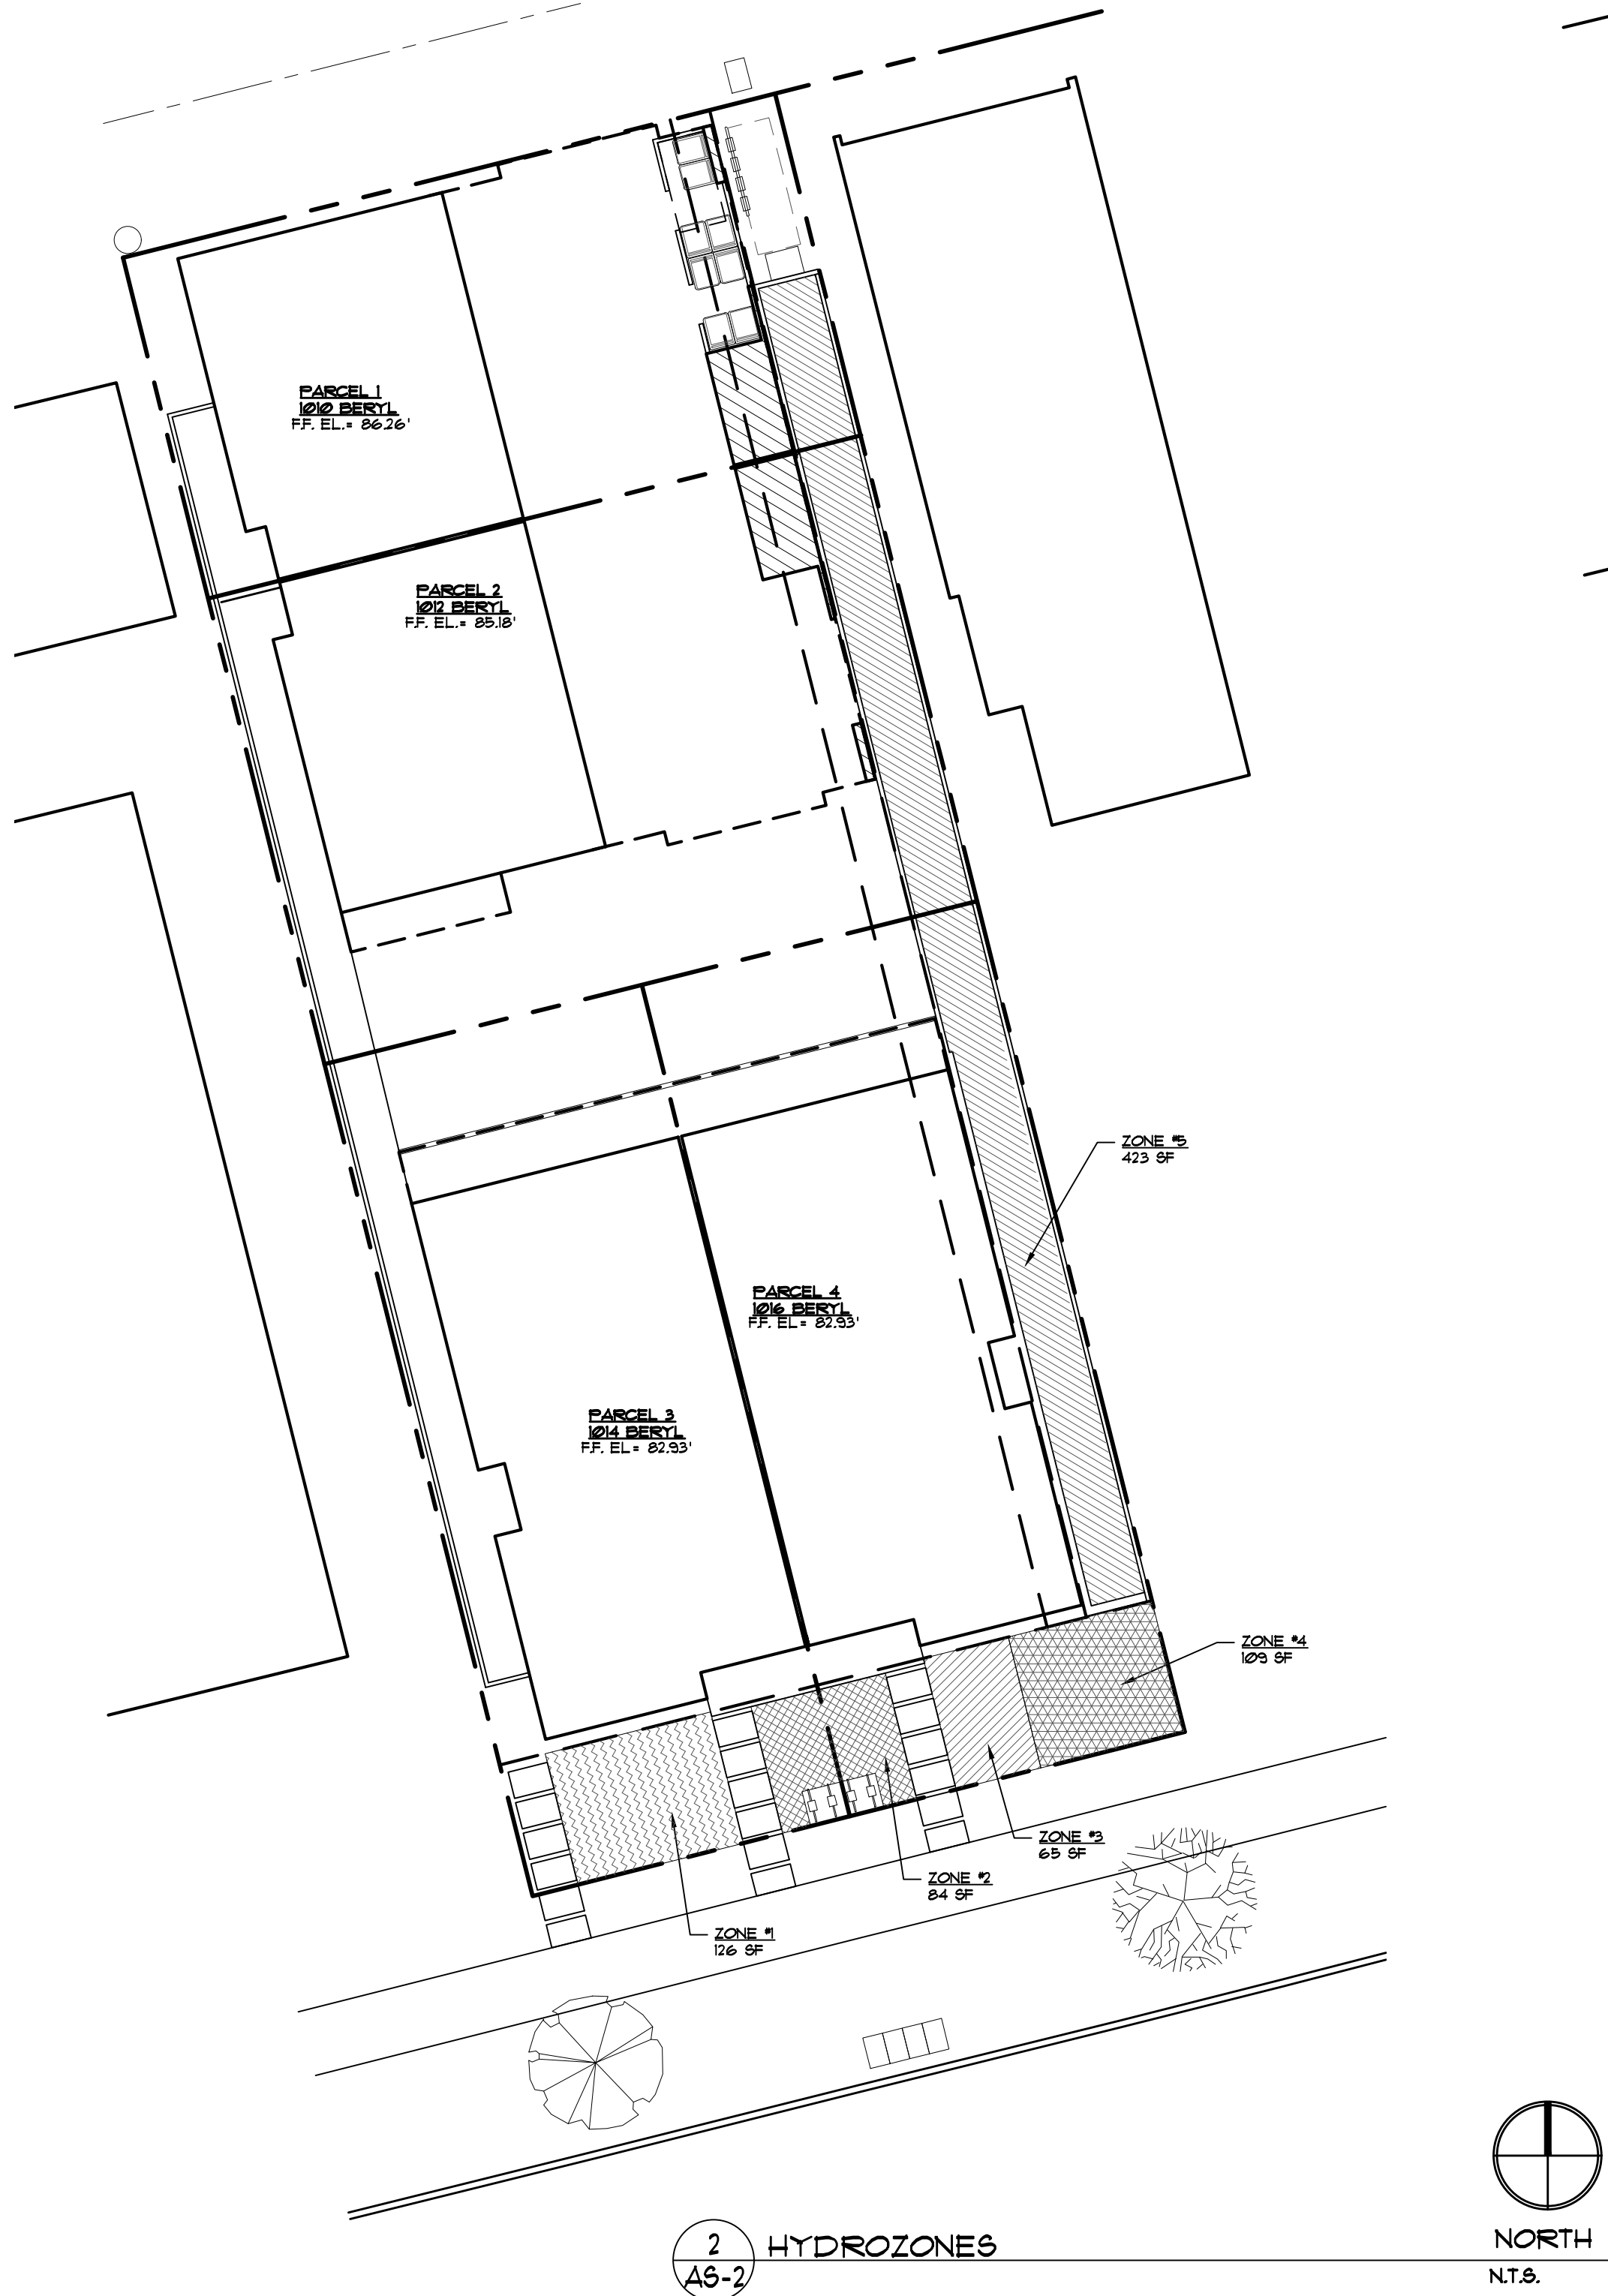 PARCEL 1
1010 BERYL
F.F. EL.= 86.26'
PARCEL 2
1012 BERYL
F.F. EL.= 85.18'
ZONE #5
423 SF
PARCEL 4
1016 BERYL
F.F. EL= 82.93'
PARCEL 3
1014 BERYL
F.F. EL= 82.93'
ZONE #4
109 SF
ZONE #3
65 SF
ZONE #2
84 SF
ZONE #1
126 SF
2
AS-2
HYDROZONES
NORTH
N.T.S.